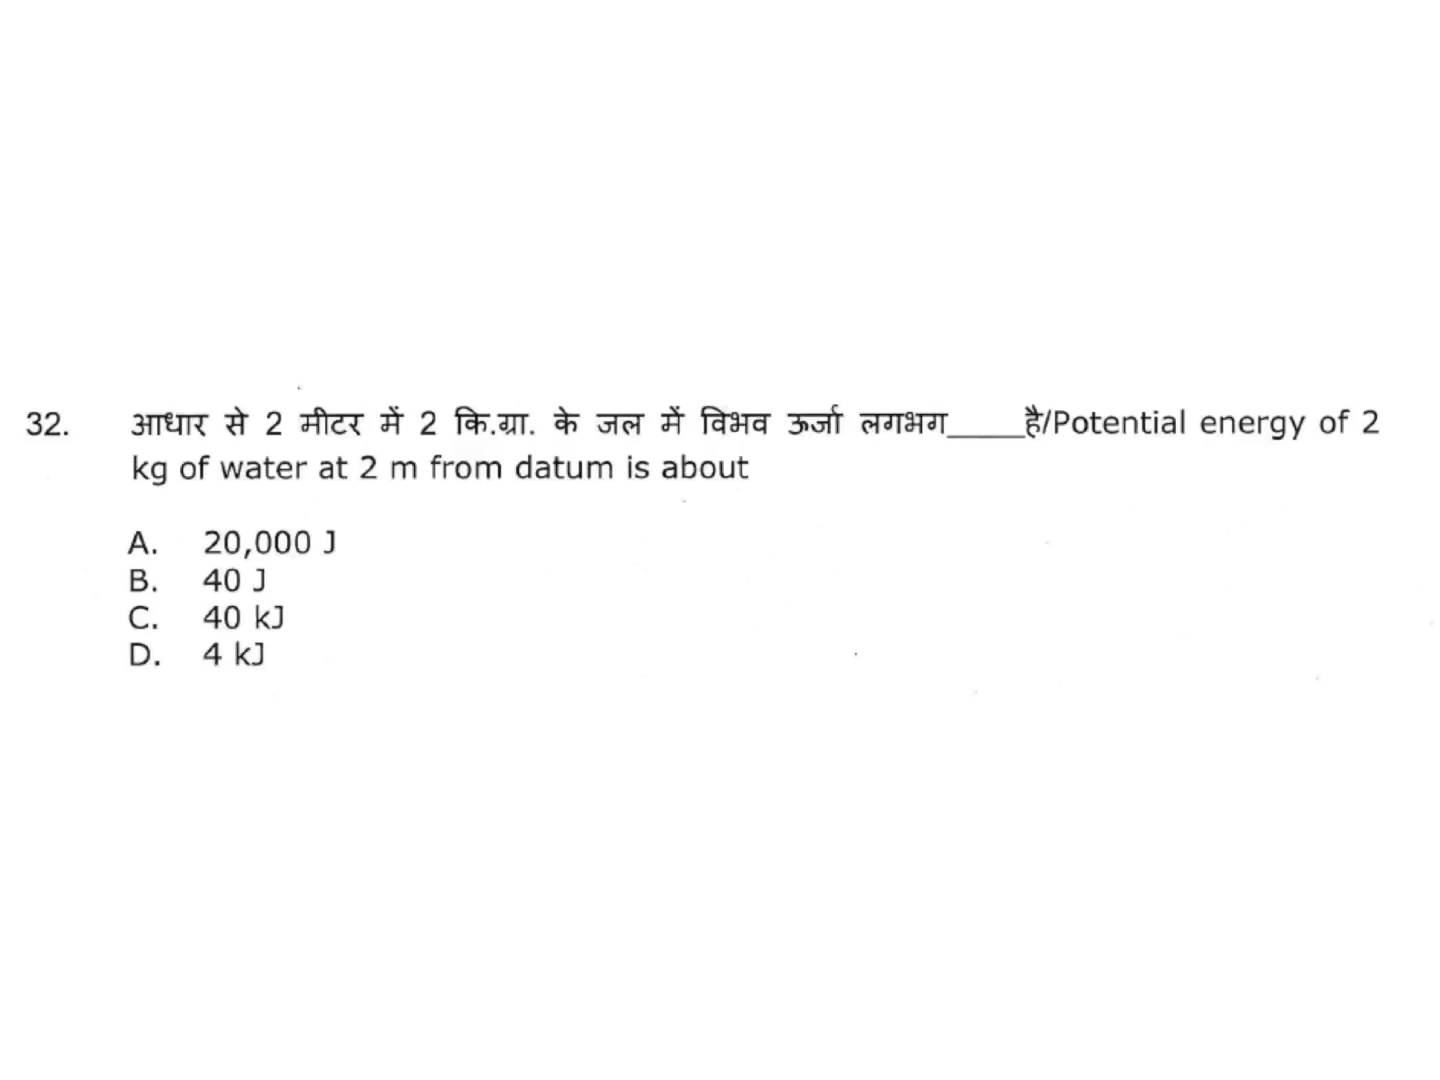 32. आधार से 2 मीटर में 2 कि.ग्रा. के जल में विभव ऊर्जा लगभग_____है/Potential energy of 2
kg of water at 2 m from datum is about
A. 20,000 J
B. 40 J
C. 40 kJ
D. 4 kJ